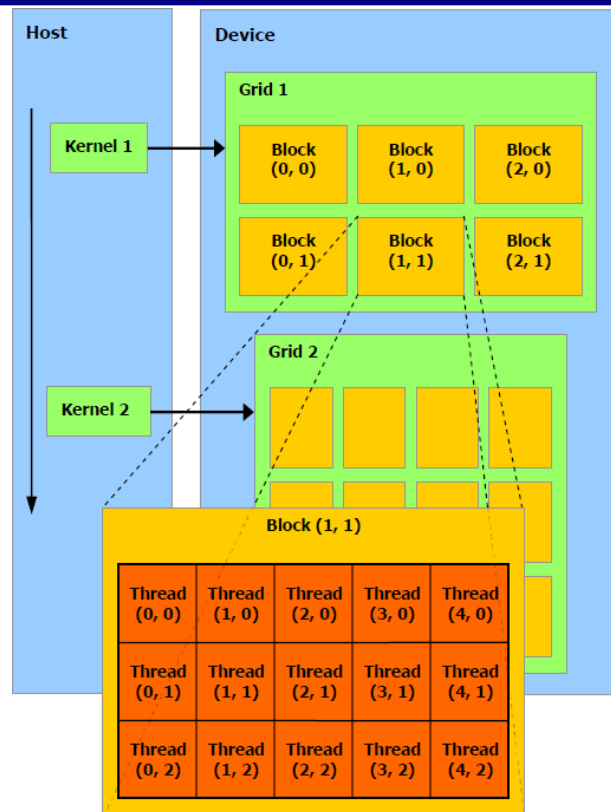 Host
Device
Grid 1
Kernel 1
Block
(0, 0)
Block
(1, 0)
Block
(2, 0)
Block
(0, 1)
Block
(1, 1)
Block
(2, 1)
Grid 2
Kernel 2
Block (1, 1)
Thread
(0, 0)
Thread
(1, 0)
Thread
(2, 0)
Thread
(3, 0)
Thread
(4, 0)
Thread
(0, 1)
Thread
(1, 1)
Thread
(2, 1)
Thread
(3, 1)
Thread
(4, 1)
Thread
(0, 2)
Thread
(1, 2)
Thread
(2, 2)
Thread
(3, 2)
Thread
(4, 2)